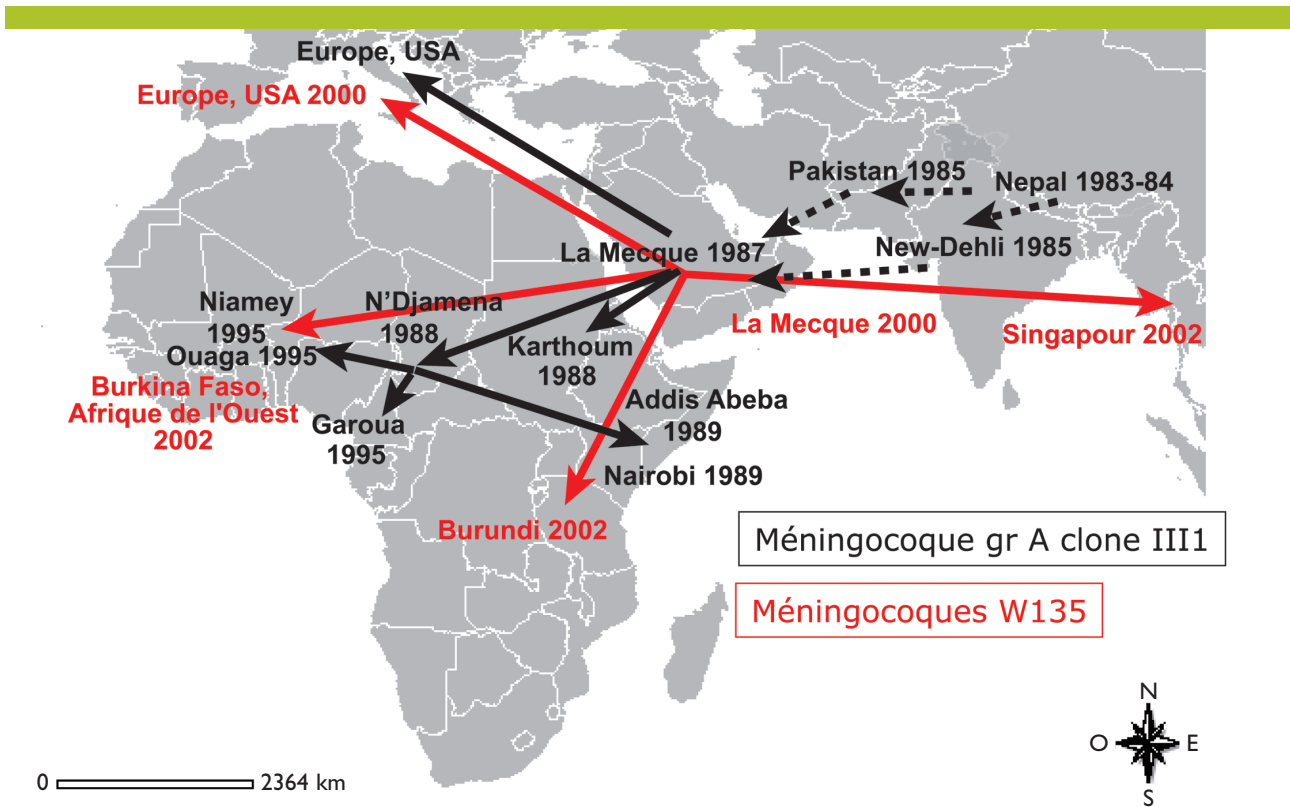 Europe, USA
Europe, USA 2000
Pakistan 1985
Nepal 1983-84
La Mecque 1987
New-Dehli 1985
Niamey
1995
N'Djamena
1988
Ouaga 1995
Karthoum
1988
La Mecque 2000
Singapour 2002
Burkina Faso,
Afrique de l'Ouest
2002
Garoua
1995
Addis Abeba
1989
Nairobi 1989
Burundi 2002
Méningocoque gr A clone III1
Méningocoques W135
N
O
E
S
0
2364 km